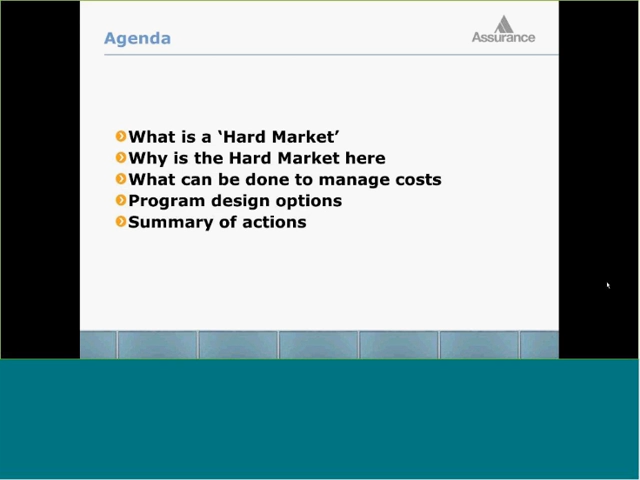 Agenda
Assurance
What is a ‘Hard Market’
Why is the Hard Market here
What can be done to manage costs
Program design options
Summary of actions